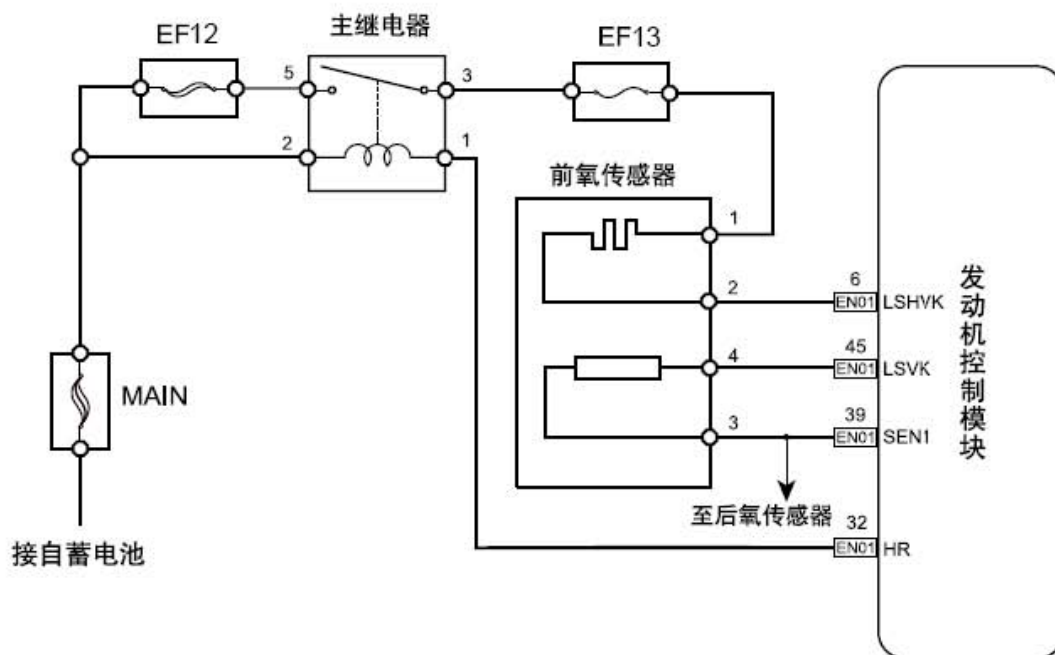 EF12
主继电器
EF13
5
3
2
1
前氧传感器
1
2
6
EN01 LSHVK
4
45
EN01 LSVK
3
39
EN01 SEN1
至后氧传感器
32
EN01 HR
发动机控制模块
MAIN
接自蓄电池